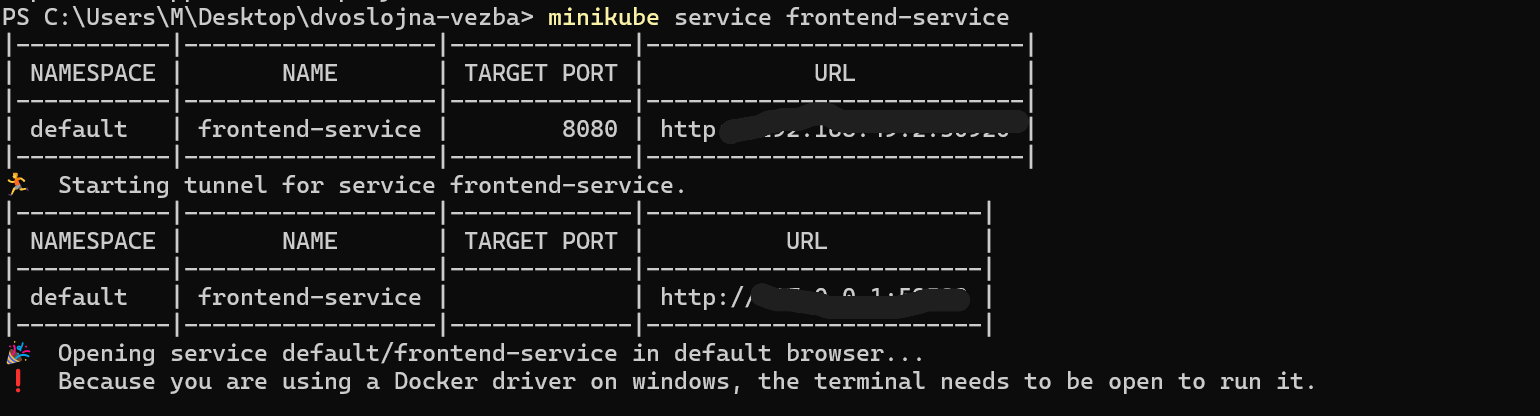 PS C:\Users\M\Desktop\dvoslojna-vezba> minikube service frontend-service
|-----------|------------------|-------------|---------------------------|
| NAMESPACE | NAME | TARGET PORT | URL |
|-----------|------------------|-------------|---------------------------|
| default | frontend-service | 8080 | http |
|-----------|------------------|-------------|---------------------------|
🏃 Starting tunnel for service frontend-service.
|-----------|------------------|-------------|------------------------|
| NAMESPACE | NAME | TARGET PORT | URL |
|-----------|------------------|-------------|------------------------|
| default | frontend-service | | http:// |
|-----------|------------------|-------------|------------------------|
🎉 Opening service default/frontend-service in default browser...
❗ Because you are using a Docker driver on windows, the terminal needs to be open to run it.